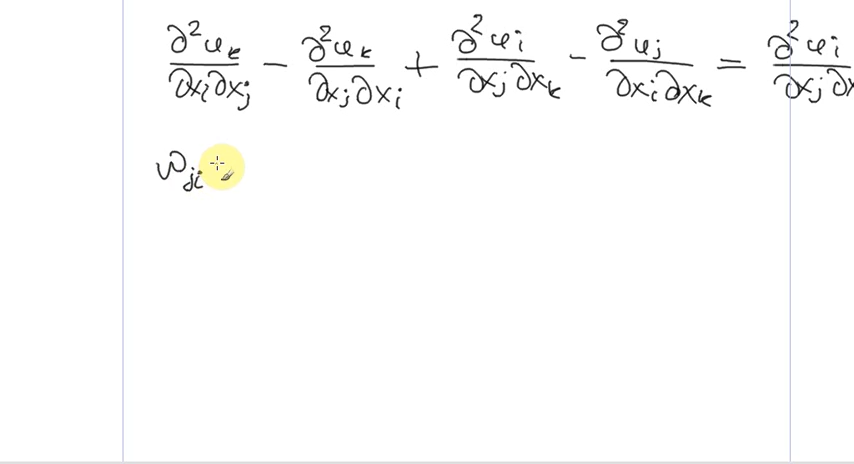 ∂²u_k/∂x_i∂x_j − ∂²u_k/∂x_j∂x_i + ∂²u_i/∂x_j∂x_k − ∂²u_j/∂x_i∂x_k = ∂²u_i/∂x_j∂x
ω_ji